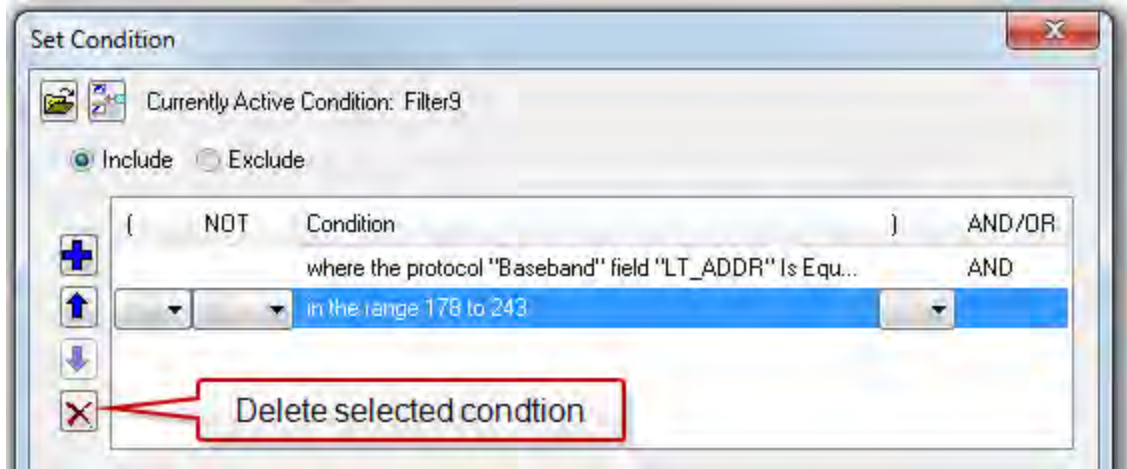 Set Condition
Currently Active Condition: Filter9
Include Exclude
( NOT Condition ) AND/OR
where the protocol "Baseband" field "LT_ADDR" Is Equ... AND
in the range 178 to 243
Delete selected condtion